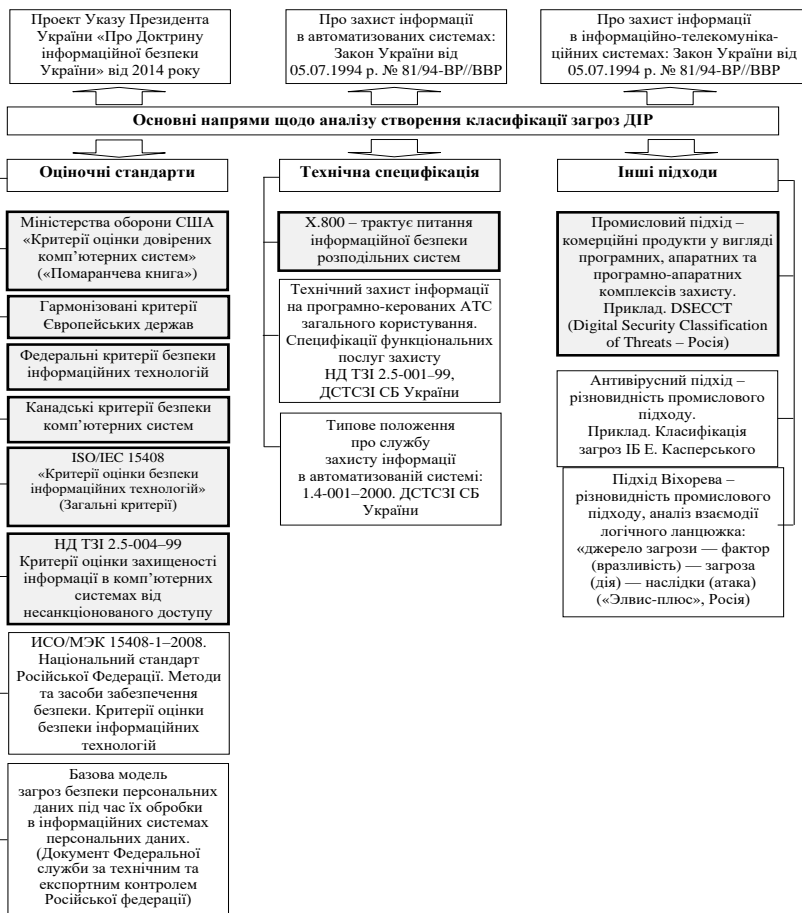 Проект Указу Президента
України «Про Доктрину
інформаційної безпеки
України» від 2014 року
Про захист інформації
в автоматизованих системах:
Закон України від
05.07.1994 р. № 81/94-ВР//ВВР
Про захист інформації
в інформаційно-телекомуніка-
ційних системах: Закон України від
05.07.1994 р. № 81/94-ВР//ВВР
Основні напрями щодо аналізу створення класифікації загроз ДІР
Оціночні стандарти
Міністерства оборони США
«Критерії оцінки довірених
комп’ютерних систем»
(«Помаранчева книга»)
Гармонізовані критерії
Європейських держав
Федеральні критерії безпеки
інформаційних технологій
Канадські критерії безпеки
комп’ютерних систем
ISO/IEC 15408
«Критерії оцінки безпеки
інформаційних технологій»
(Загальні критерії)
НД ТЗІ 2.5-004–99
Критерії оцінки захищеності
інформації в комп’ютерних
системах від
несанкціонованого доступу
ИСО/МЭК 15408-1–2008.
Національний стандарт
Російської Федерації. Методи
та засоби забезпечення
безпеки. Критерії оцінки
безпеки інформаційних
технологій
Базова модель
загроз безпеки персональних
даних під час їх обробки
в інформаційних системах
персональних даних.
(Документ Федеральної
служби за технічним та
експортним контролем
Російської федерації)
Технічна специфікація
X.800 – трактує питання
інформаційної безпеки
розподільних систем
Технічний захист інформації
на програмно-керованих АТС
загального користування.
Специфікації функціональних
послуг захисту
НД ТЗІ 2.5-001–99,
ДСТСЗІ СБ України
Типове положення
про службу
захисту інформації
в автоматизованій системі:
1.4-001–2000. ДСТСЗІ СБ
України
Інші підходи
Промисловий підхід –
комерційні продукти у вигляді
програмних, апаратних та
програмно-апаратних
комплексів захисту.
Приклад. DSECCT
(Digital Security Classification
of Threats – Росія)
Антивірусний підхід –
різновидність промислового
підходу.
Приклад. Класифікація
загроз ІБ Е. Касперського
Підхід Віхорева –
різновидність промислового
підходу, аналіз взаємодії
логічного ланцюжка:
«джерело загрози — фактор
(вразливість) — загроза
(дія) — наслідки (атака)
(«Элвис-плюс», Росія)